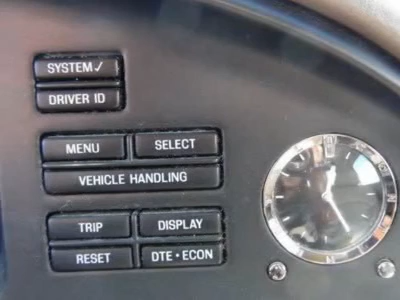 SYSTEM✓
DRIVER ID
MENU SELECT
VEHICLE HANDLING
TRIP DISPLAY
RESET DTE • ECON